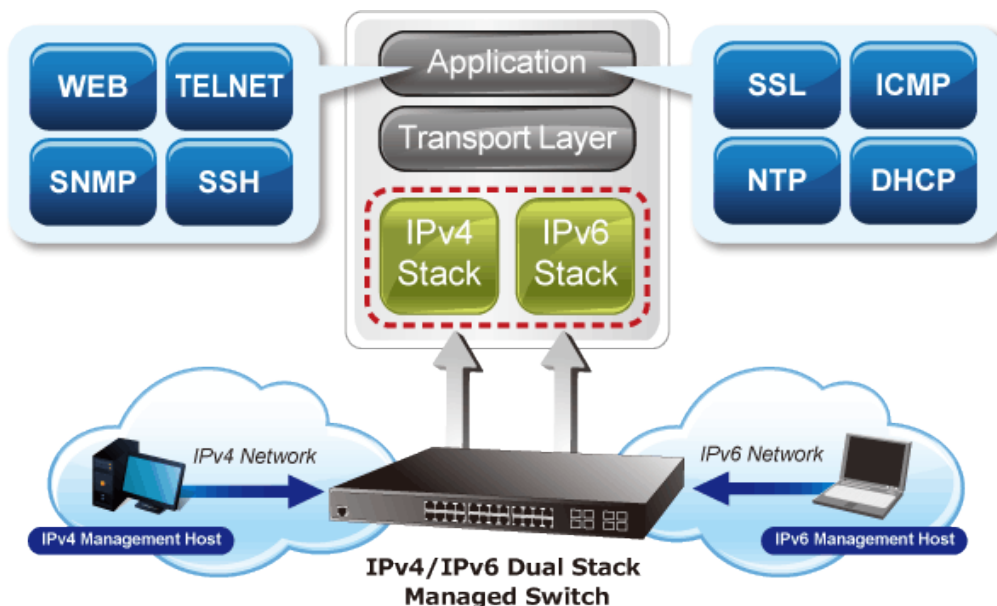 Application
Transport Layer
WEB
TELNET
SNMP
SSH
SSL
ICMP
NTP
DHCP
IPv4
Stack
IPv6
Stack
IPv4 Network
IPv4 Management Host
IPv6 Network
IPv6 Management Host
IPv4/IPv6 Dual Stack
Managed Switch